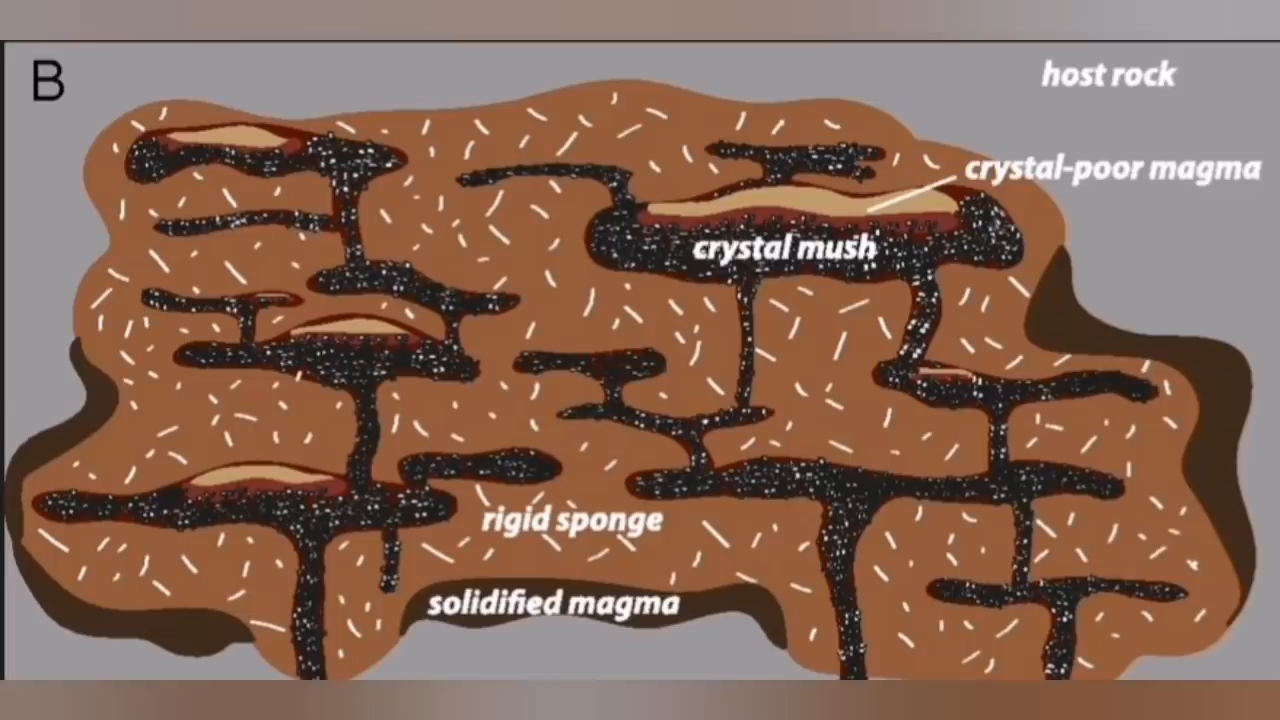 B
host rock
crystal-poor magma
crystal mush
rigid sponge
solidified magma